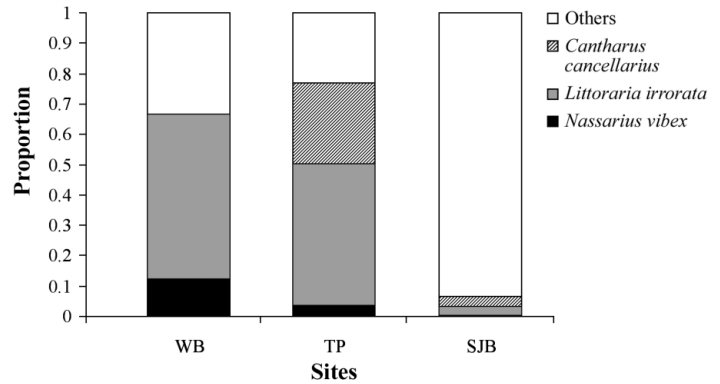 1
0.9
0.8
0.7
0.6
0.5
0.4
0.3
0.2
0.1
0
Proportion
WB
TP
SJB
Sites
Others
Cantharus
cancellarius
Littoraria irrorata
Nassarius vibex